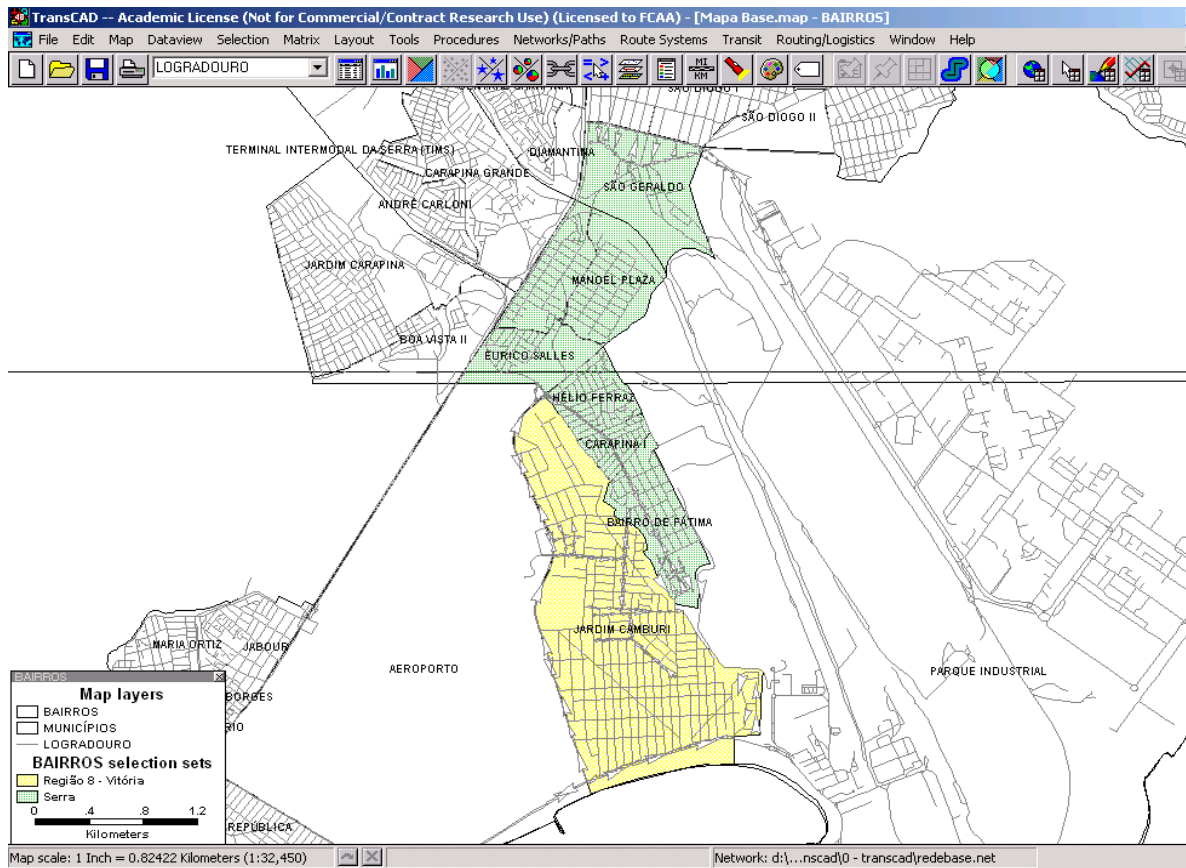 TransCAD -- Academic License (Not for Commercial/Contract Research Use) (Licensed to FCAA) - [Mapa Base.map - BAIRROS]
File Edit Map Dataview Selection Matrix Layout Tools Procedures Networks/Paths Route Systems Transit Routing/Logistics Window Help
LOGRADOURO
MI
KM
SÃO DIOGO II
TERMINAL INTERMODAL DA SERRA (TIMS)
DIAMANTINA
CARAPINA GRANDE
SÃO GERALDO
ANDRÉ CARLONI
JARDIM CARAPINA
MANOEL PLAZA
BOA VISTA II
EURICO SALLES
HÉLIO FERRAZ
CARAPINA I
BAIRRO DE FÁTIMA
JARDIM CAMBURI
MARIA ORTIZ
JABOUR
AEROPORTO
PARQUE INDUSTRIAL
BORGES
RIO
REPÚBLICA
BAIRROS
Map layers
BAIRROS
MUNICÍPIOS
LOGRADOURO
BAIRROS selection sets
Região 8 - Vitória
Serra
0 .4 .8 1.2
Kilometers
Map scale: 1 Inch = 0.82422 Kilometers (1:32,450)
Network: d:\...nscad\0 - transcad\redebase.net